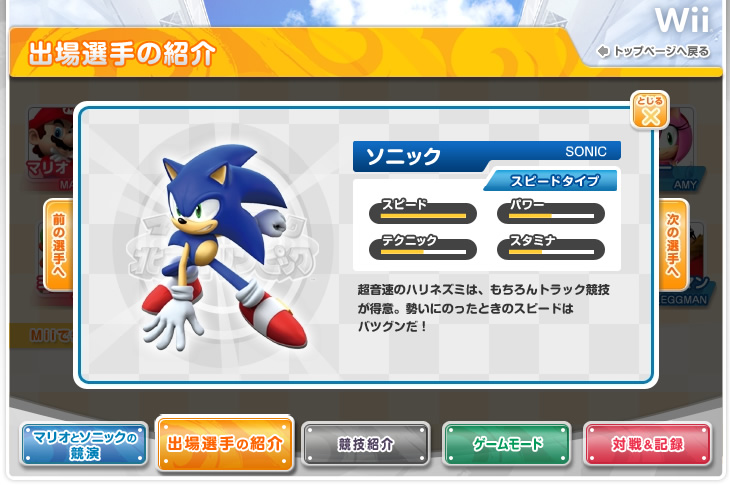 Wii
出場選手の紹介
トップページへ戻る
とじる
マリオ
MA
AMY
ソニック
SONIC
スピードタイプ
スピード
パワー
テクニック
スタミナ
前の選手へ
次の選手へ
超音速のハリネズミは、もちろんトラック競技
が得意。勢いにのったときのスピードは
バツグンだ！
EGGMAN
Miiで
マリオとソニックの
競演
出場選手の紹介
競技紹介
ゲームモード
対戦&記録